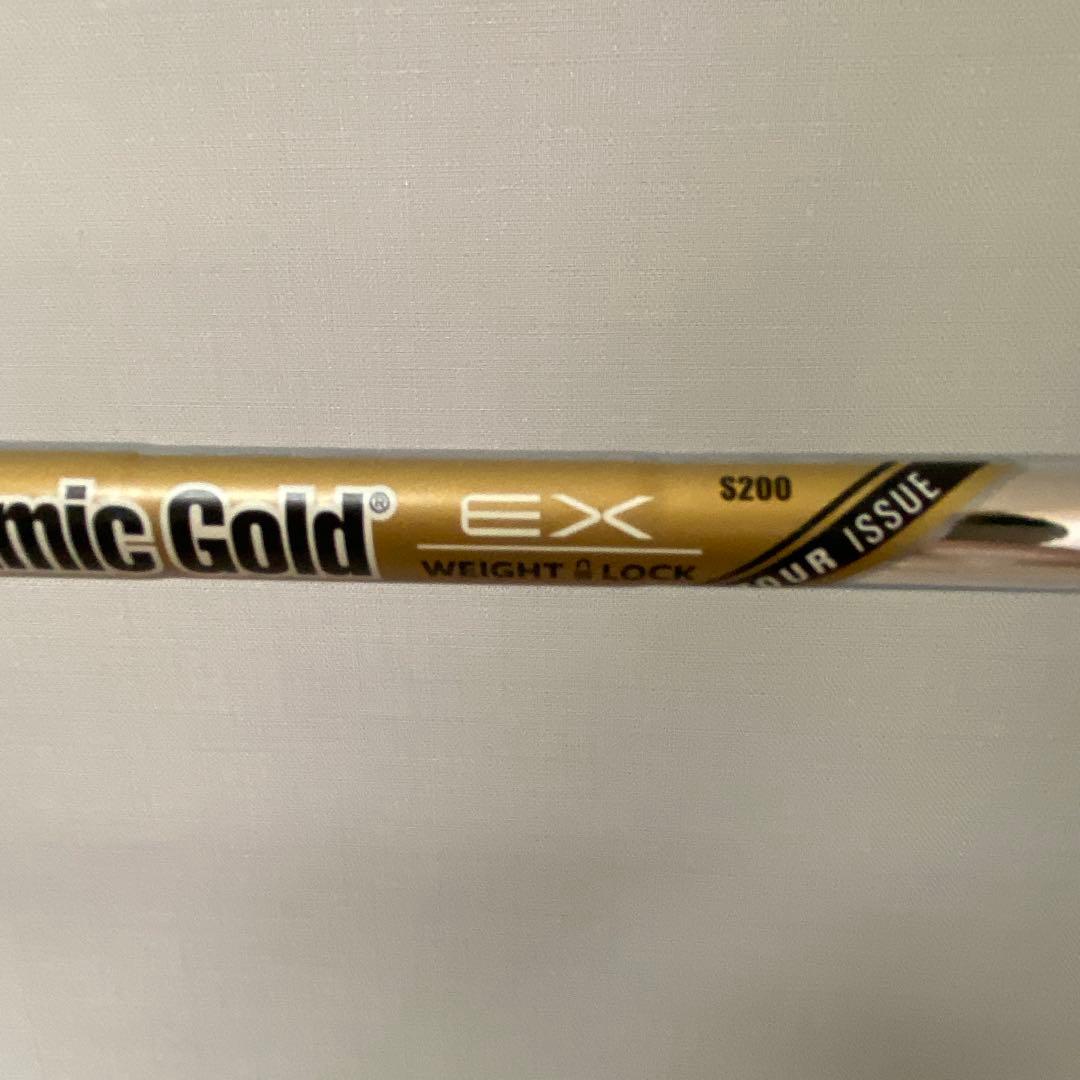 mic Gold®
EX
WEIGHT LOCK
S200
OUR ISSUE